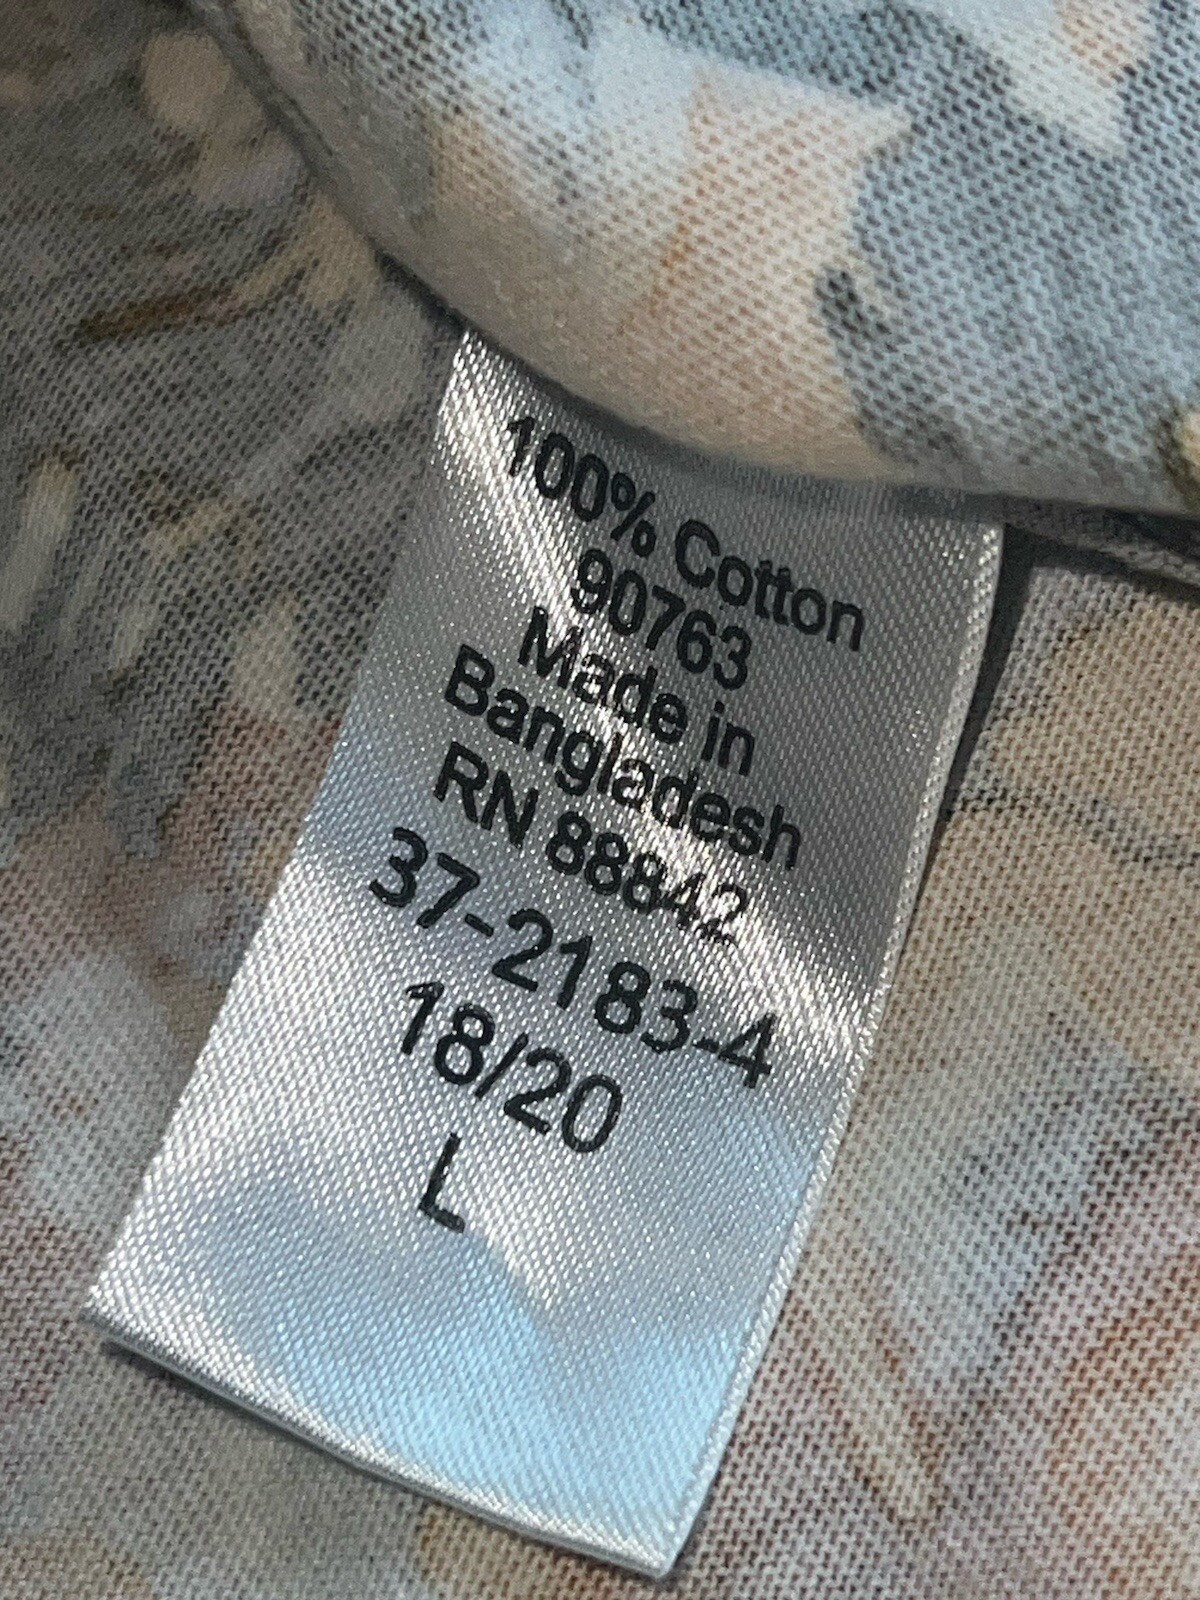 100% Cotton
90763
Made in
Bangladesh
RN 88842
37-2183-4
18/20
L